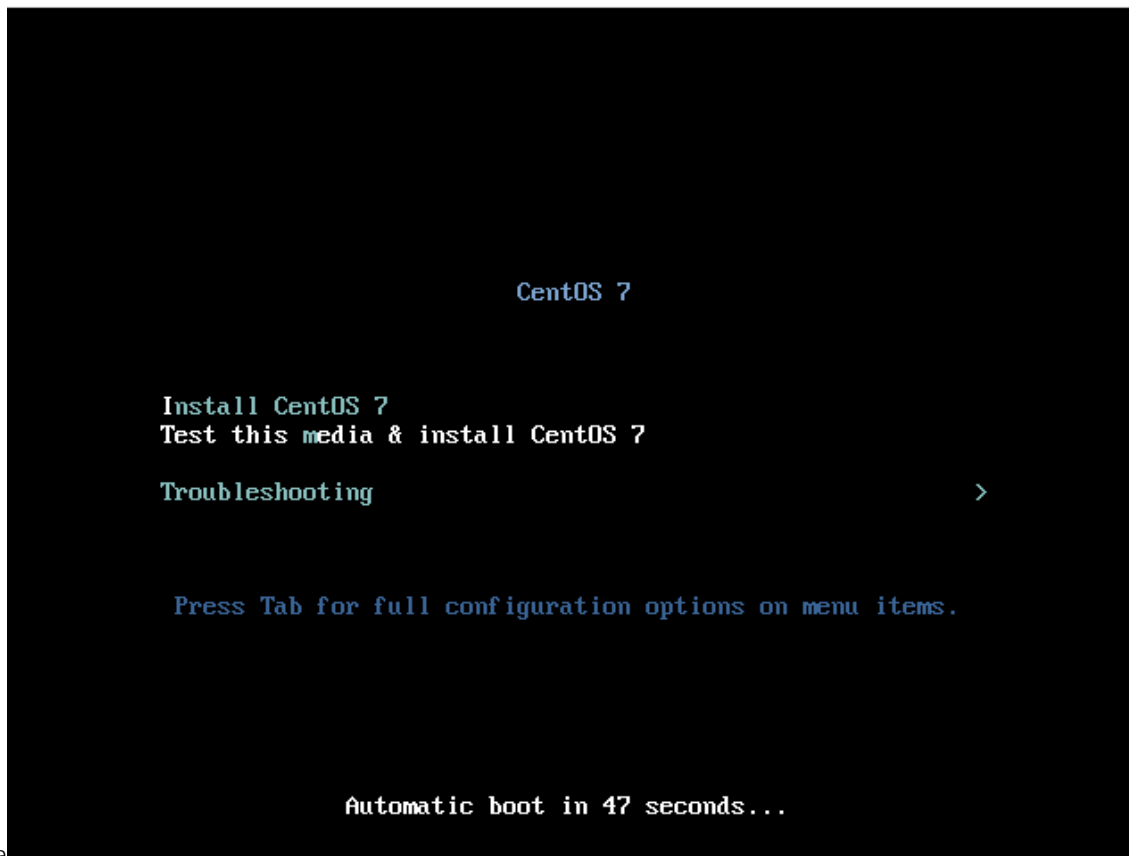 CentOS 7
Install CentOS 7
Test this media & install CentOS 7
Troubleshooting >
Press Tab for full configuration options on menu items.
Automatic boot in 47 seconds...